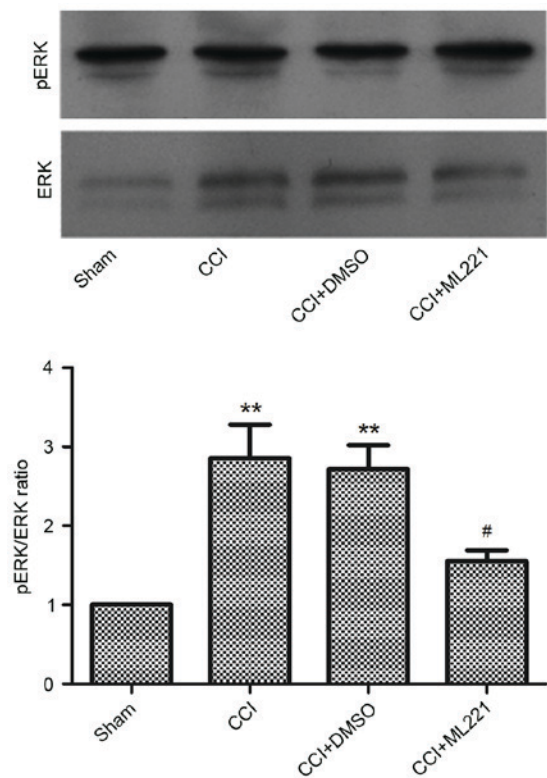 pERK
ERK
Sham
CCI
CCI+DMSO
CCI+ML221
4
3
2
1
0
pERK/ERK ratio
**
**
#
Sham
CCI
CCI+DMSO
CCI+ML221